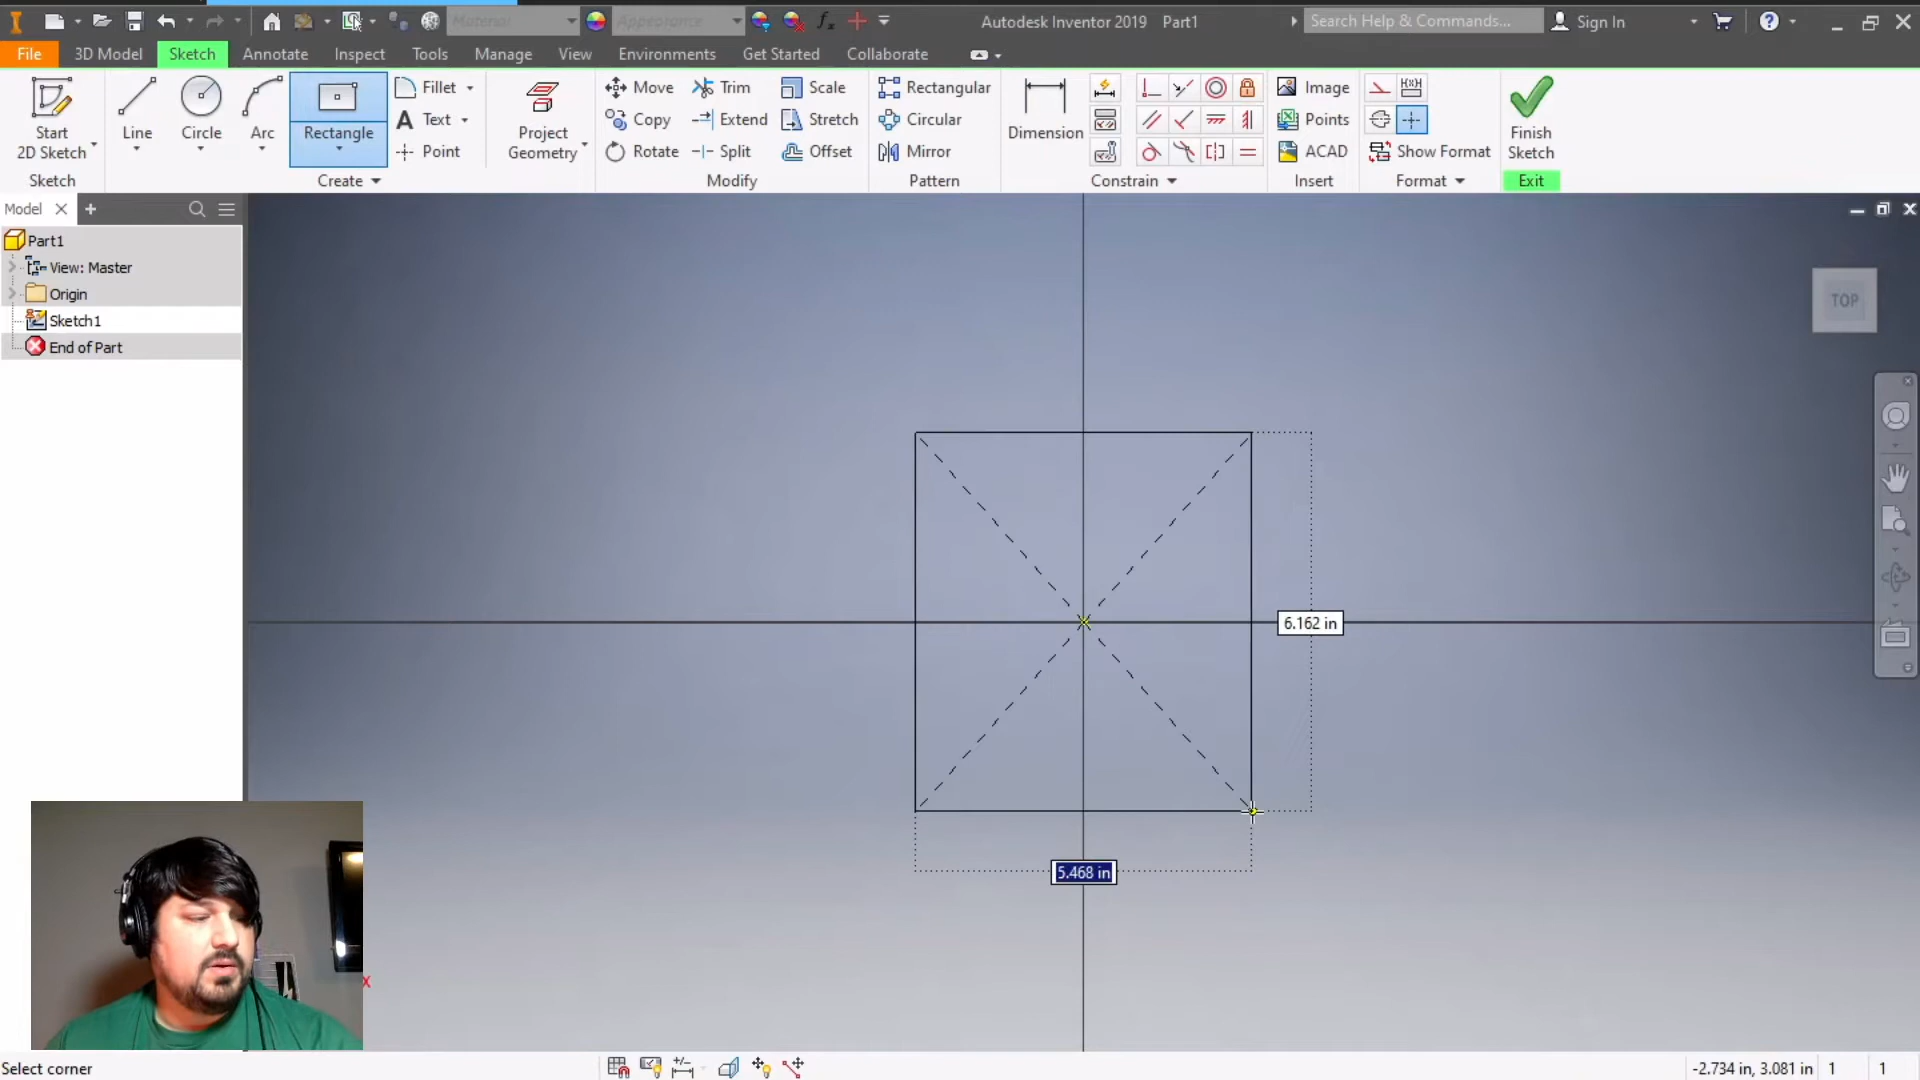 Material
Appearance
fx
Autodesk Inventor 2019 Part1
Search Help & Commands...
Sign In
File
3D Model
Sketch
Annotate
Inspect
Tools
Manage
View
Environments
Get Started
Collaborate
Start
2D Sketch
Line
Circle
Arc
Rectangle
Fillet
Text
Point
Project
Geometry
Move
Copy
Rotate
Trim
Extend
Split
Scale
Stretch
Offset
Rectangular
Circular
Mirror
Dimension
Image
Points
ACAD
Show Format
Finish
Sketch
Sketch
Create
Modify
Pattern
Constrain
Insert
Format
Exit
Model
Part1
View: Master
Origin
Sketch1
End of Part
TOP
6.162 in
5.468 in
X
Select corner
-2.734 in, 3.081 in
1
1